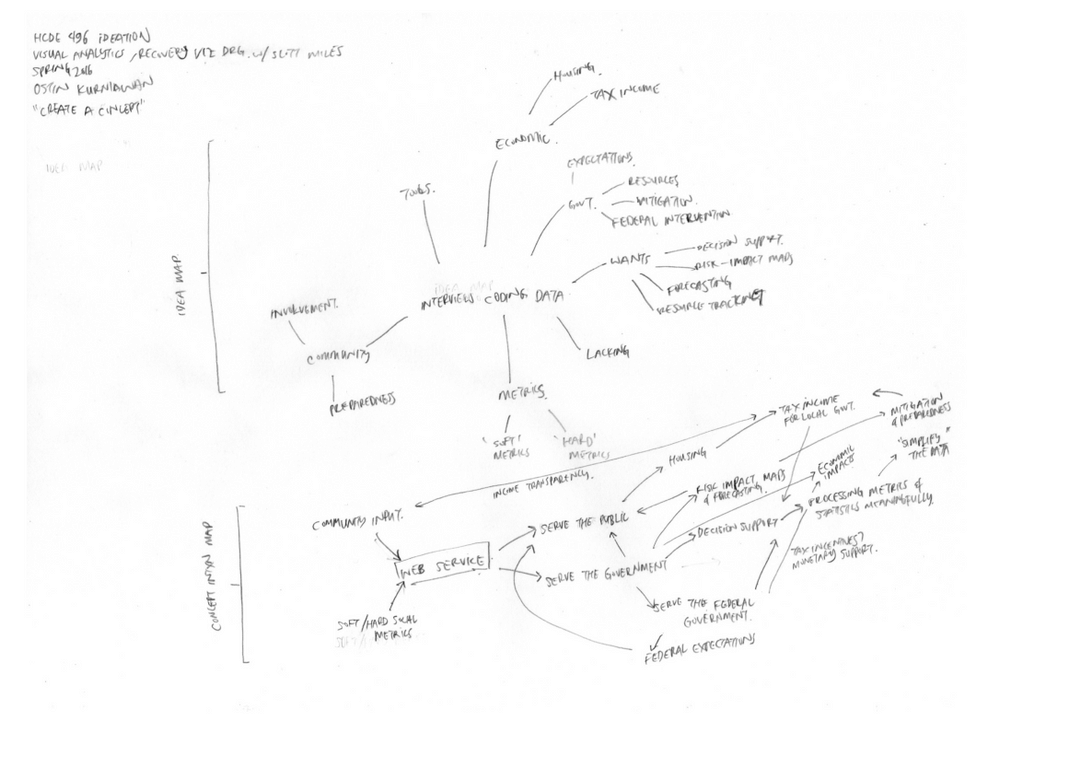 HCDE 496 IDEATION
VISUAL ANALYTICS / RECOVERY VIZ DRG. w/ SCOTT MILES
SPRING 2016
OSTIN KURNIAWAN
"CREATE A CONCEPT"
IDEA MAP
IDEA MAP.
HOUSING.
TAX INCOME
ECONOMIC.
EXPECTATIONS.
TOOLS.
RESOURCES
GOVT.
MITIGATION.
FEDERAL INTERVENTION
WANTS
DECISION SUPPORT.
RISK-IMPACT MAPS
FORECASTING
RESOURCE TRACKING
IDEA MAP
INTERVIEW CODING DATA
INVOLVEMENT.
COMMUNITY
PREPAREDNESS
LACKING
METRICS.
'SOFT'
METRICS
'HARD'
METRICS
CONCEPT INTXN MAP
TAX INCOME
FOR LOCAL GOVT.
MITIGATION
& PREPAREDNESS
"SIMPLIFY"
THE DATA
HOUSING
ECONOMIC
IMPACT
INCOME TRANSPARENCY.
RISK IMPACT MAPS
& FORECASTING.
PROCESSING METRICS &
STATISTICS MEANINGFULLY
COMMUNITY INPUT.
SERVE THE PUBLIC
DECISION SUPPORT
WEB SERVICE
SERVE THE GOVERNMENT
TAX INCENTIVES?
MONETARY SUPPORT.
SOFT/HARD SOCIAL
METRICS.
SERVE THE FEDERAL
GOVERNMENT.
FEDERAL EXPECTATIONS